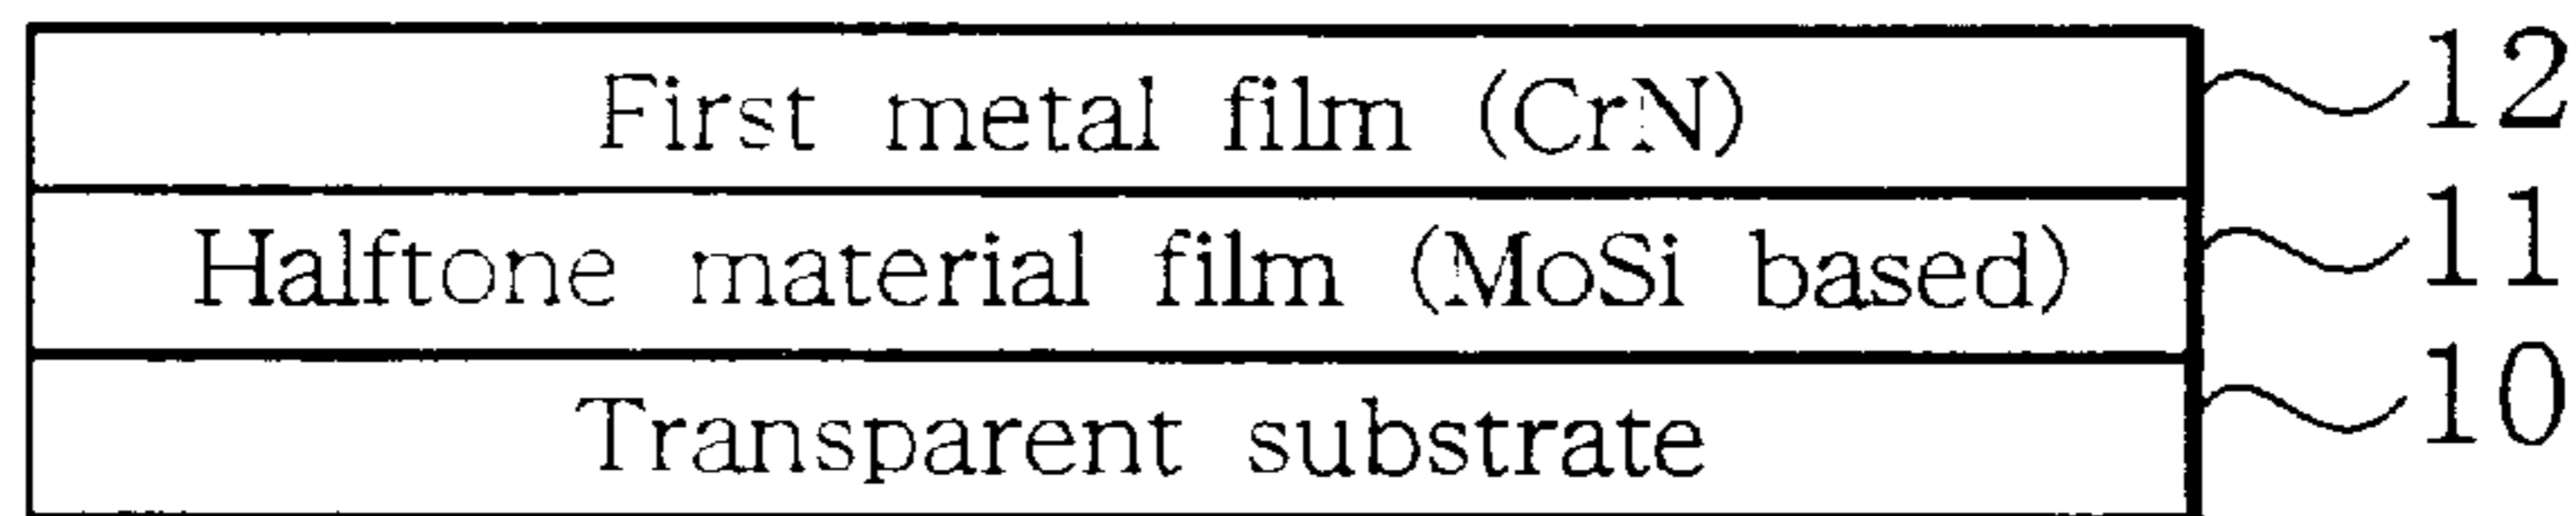 First metal film (CrN) 12
Halftone material film (MoSi based) 11
Transparent substrate 10